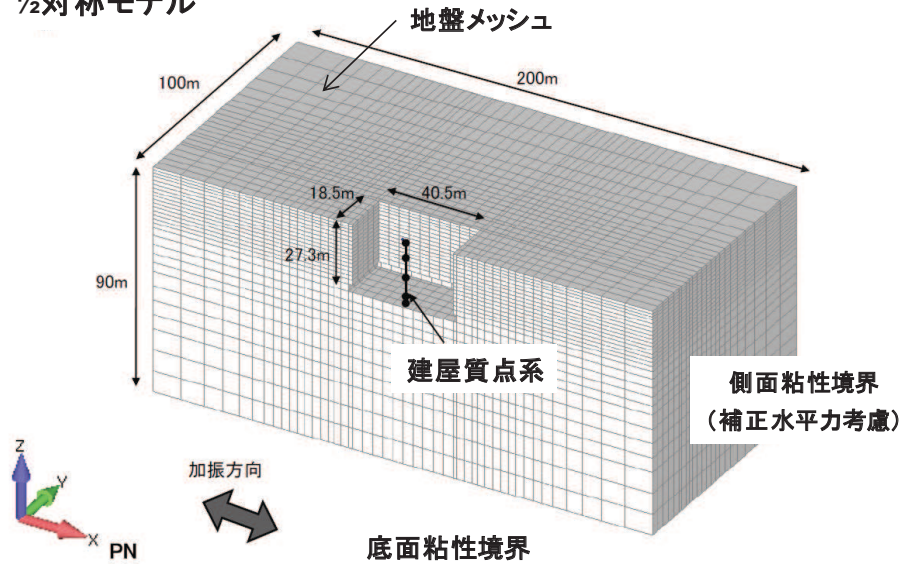 ½対称モデル
地盤メッシュ
100m
200m
18.5m
40.5m
27.3m
90m
建屋質点系
側面粘性境界
(補正水平力考慮)
Z
Y
X
PN
加振方向
底面粘性境界